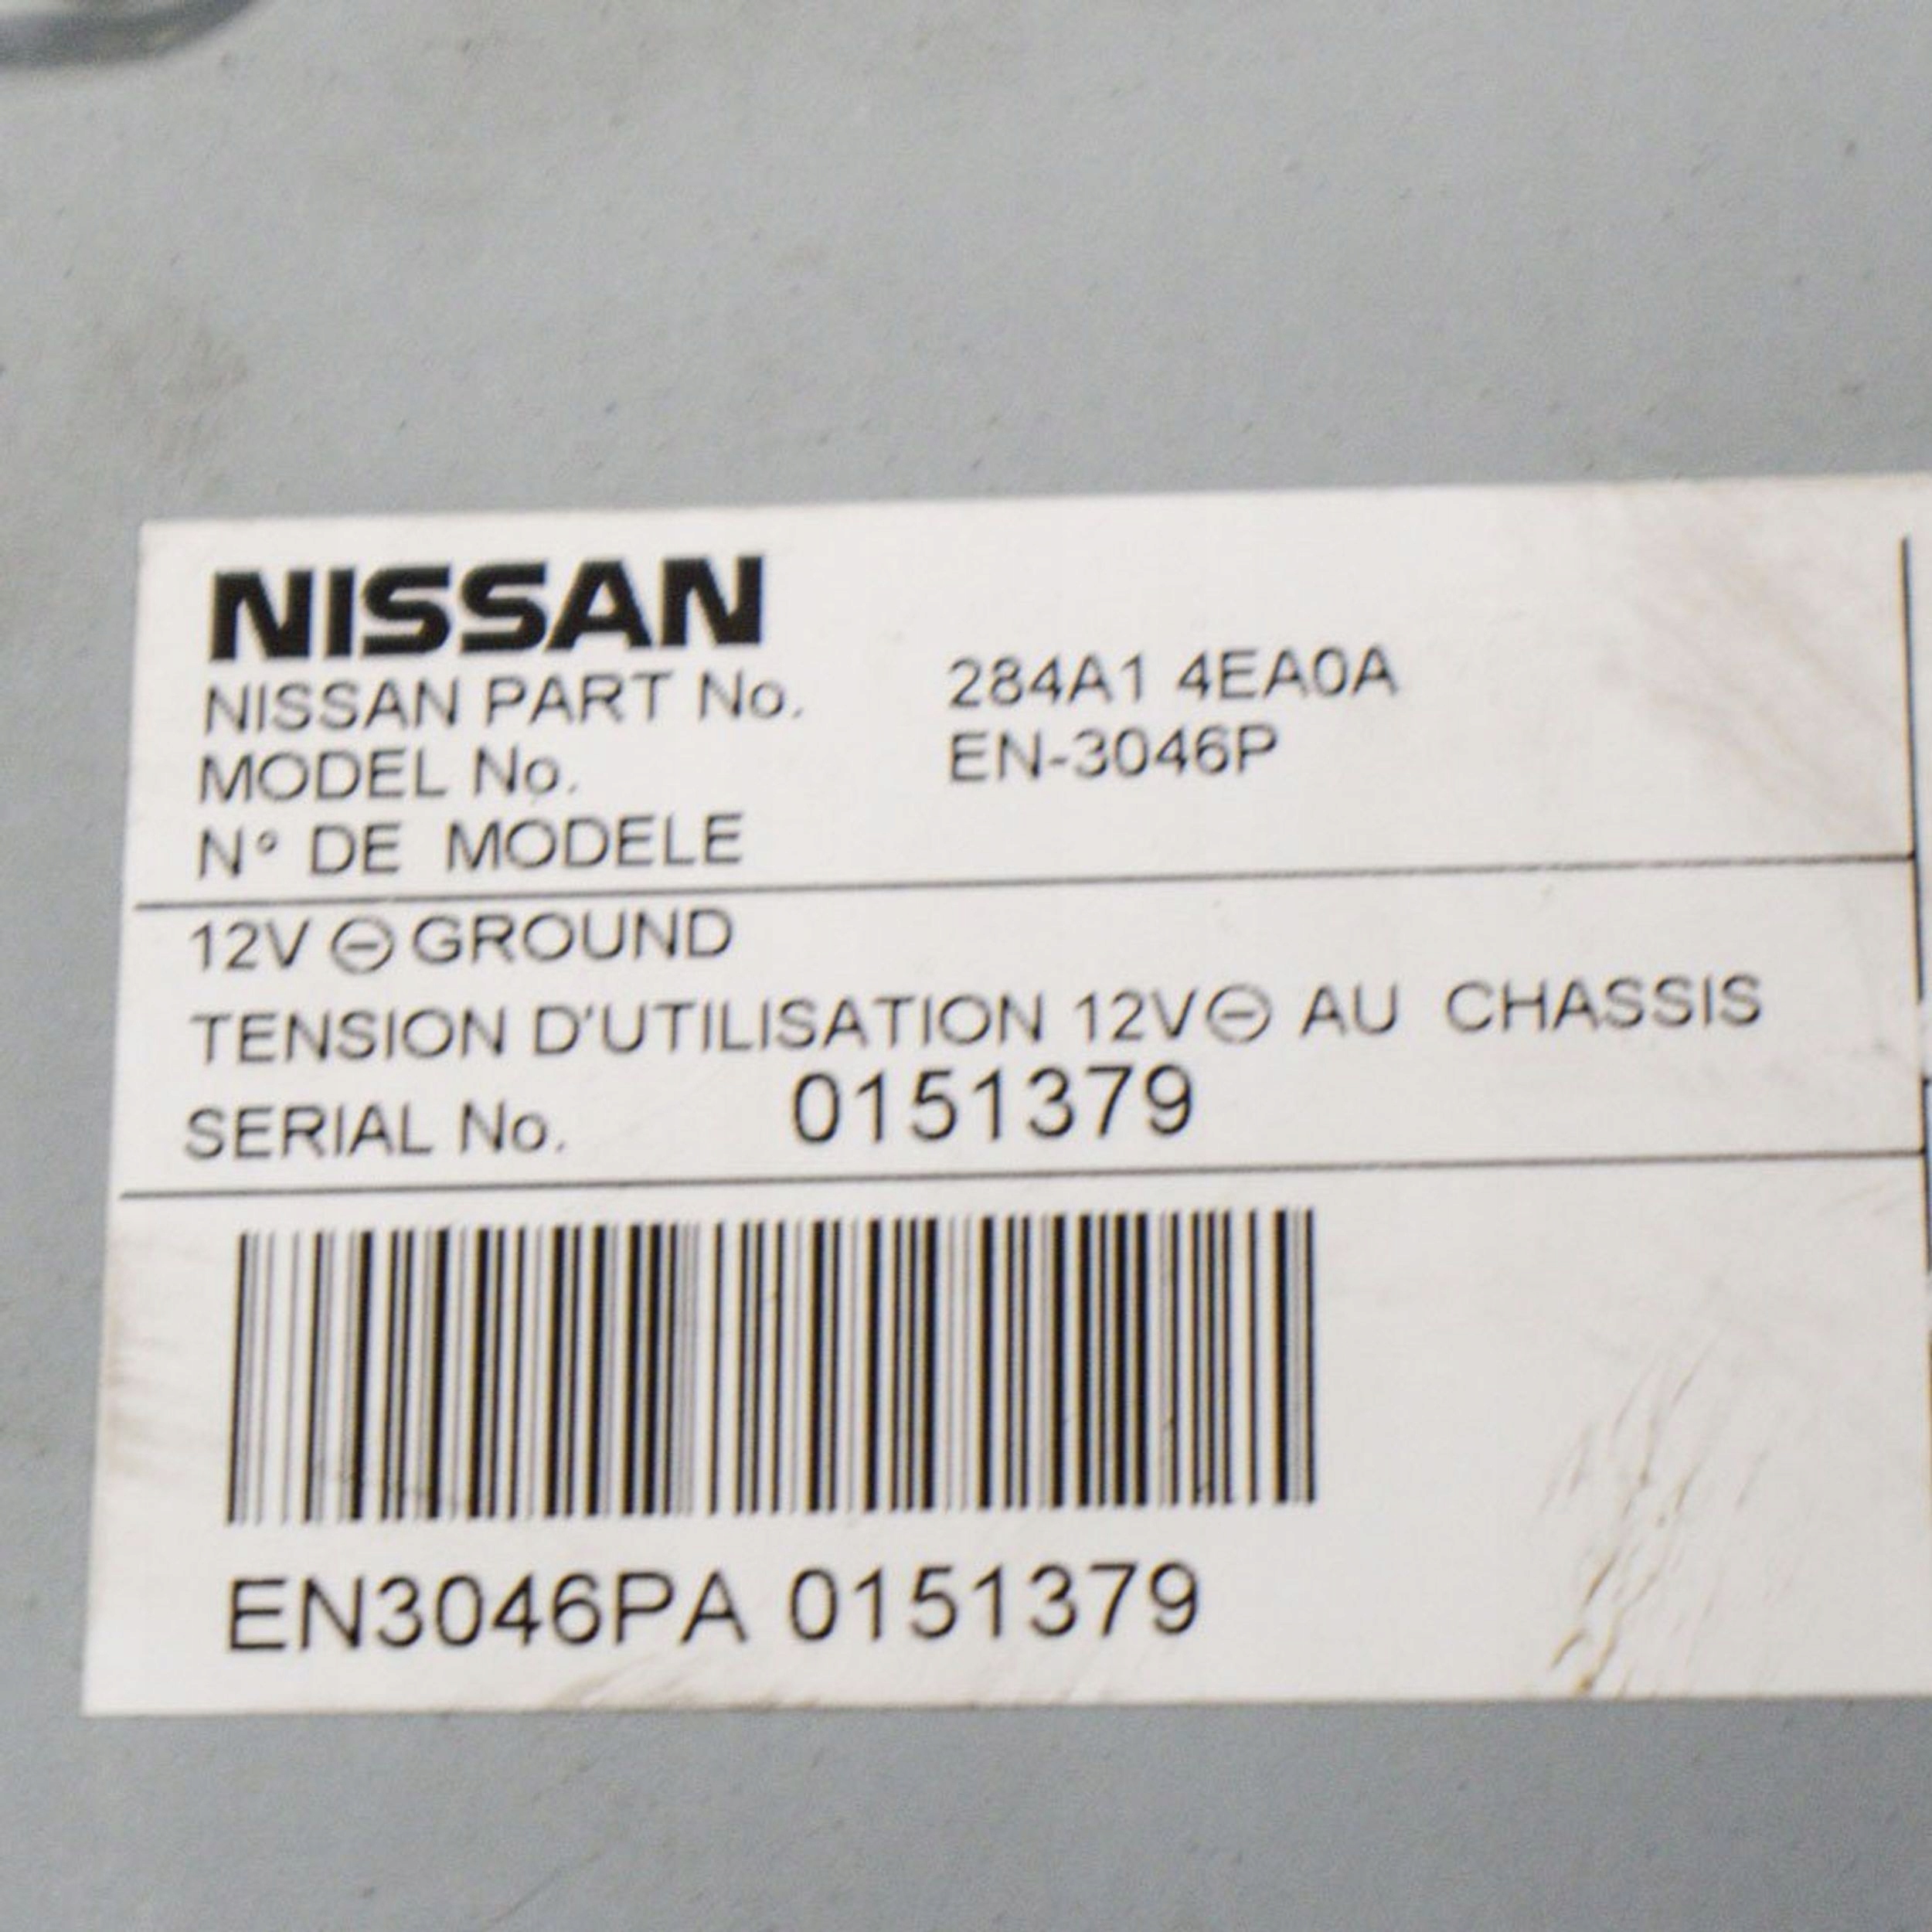 NISSAN
NISSAN PART No. 284A1 4EA0A
MODEL No. EN-3046P
N° DE MODELE
12V ⊖ GROUND
TENSION D'UTILISATION 12V⊖ AU CHASSIS
SERIAL No. 0151379
EN3046PA 0151379